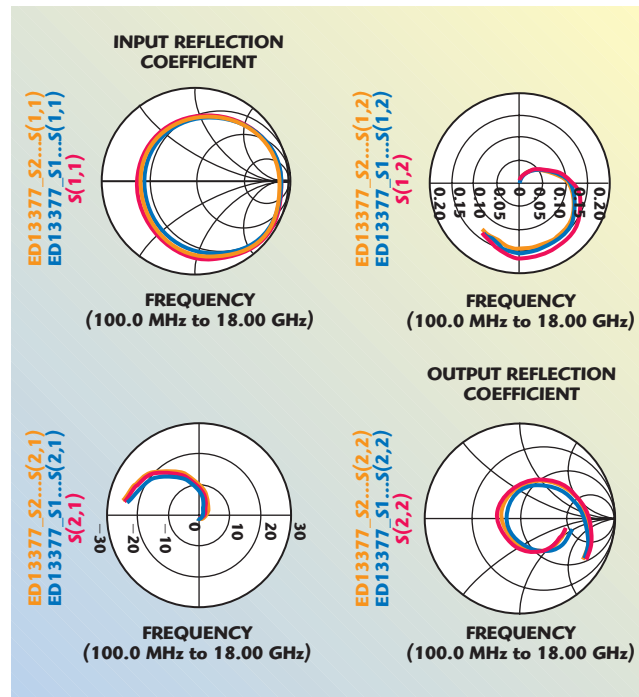 INPUT REFLECTION
COEFFICIENT
ED13377_S2...S(1,1)
ED13377_S1...S(1,1)
S(1,1)
FREQUENCY
(100.0 MHz to 18.00 GHz)
ED13377_S2...S(1,2)
ED13377_S1...S(1,2)
S(1,2)
0.20
0.15
0.10
0.05
0
0.05
0.10
0.15
0.20
FREQUENCY
(100.0 MHz to 18.00 GHz)
ED13377_S2...S(2,1)
ED13377_S1...S(2,1)
S(2,1)
−30
−20
−10
0
10
20
30
FREQUENCY
(100.0 MHz to 18.00 GHz)
OUTPUT REFLECTION
COEFFICIENT
ED13377_S2...S(2,2)
ED13377_S1...S(2,2)
S(2,2)
FREQUENCY
(100.0 MHz to 18.00 GHz)